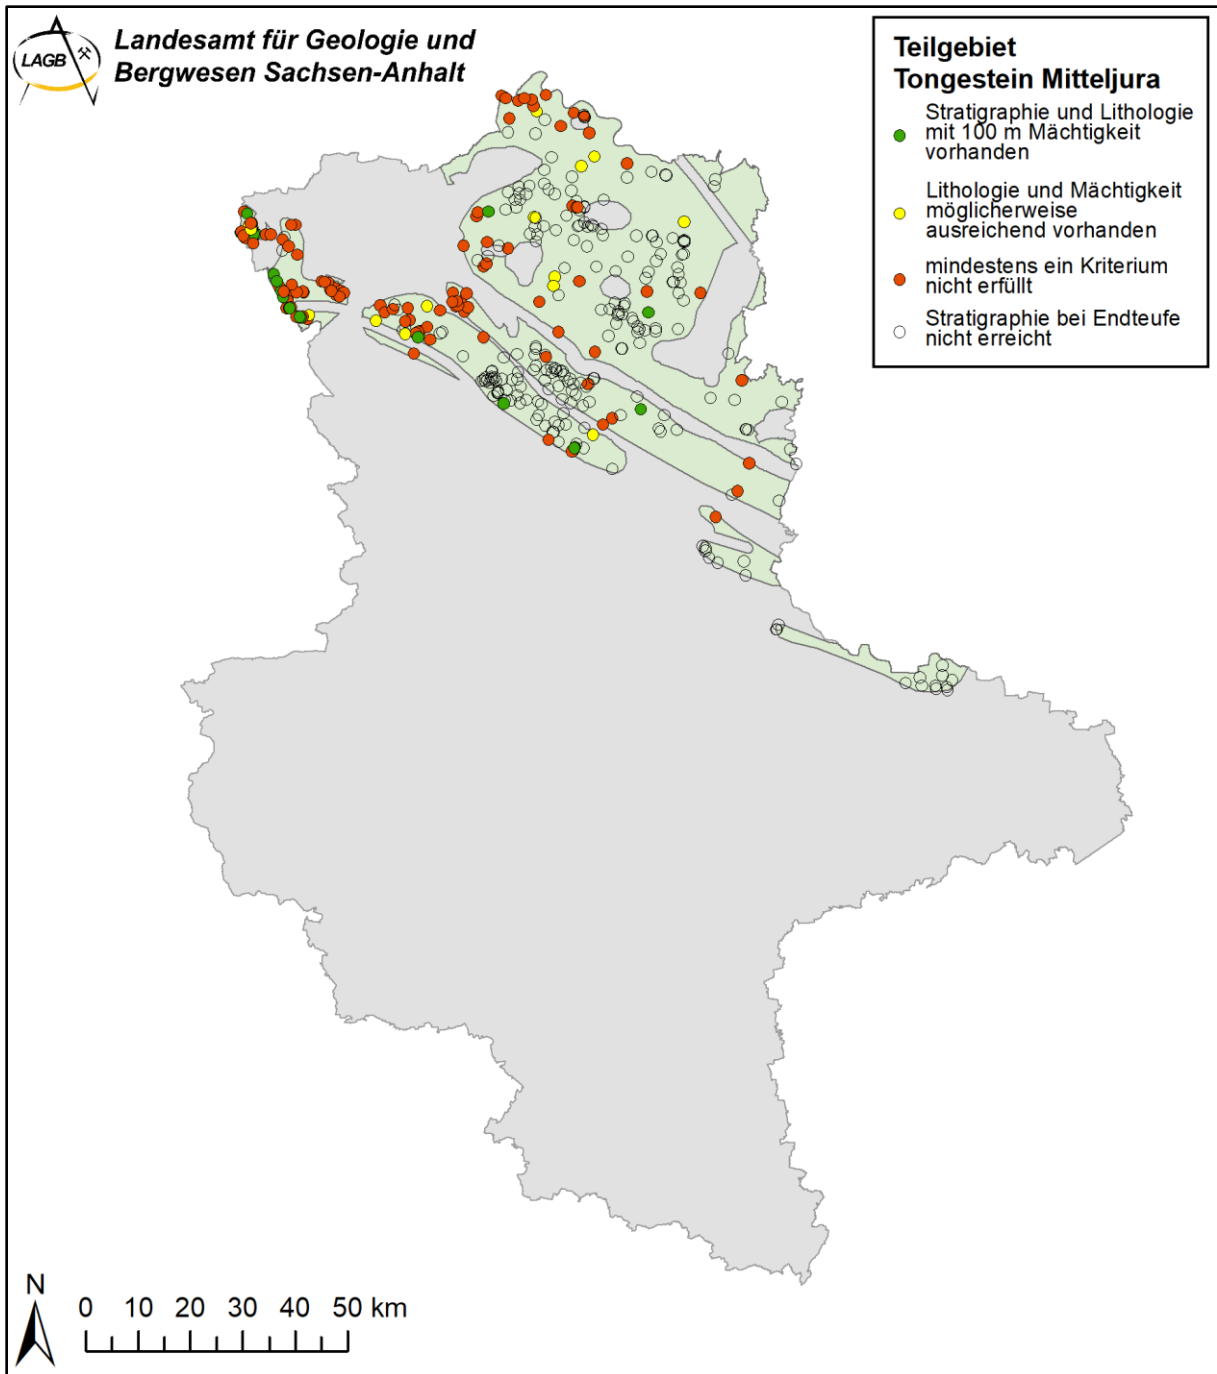 LAGB
Landesamt für Geologie und
Bergwesen Sachsen-Anhalt
Teilgebiet
Tongestein Mitteljura
Stratigraphie und Lithologie
mit 100 m Mächtigkeit
vorhanden
Lithologie und Mächtigkeit
möglicherweise
ausreichend vorhanden
mindestens ein Kriterium
nicht erfüllt
Stratigraphie bei Endteufe
nicht erreicht
N
0 10 20 30 40 50 km